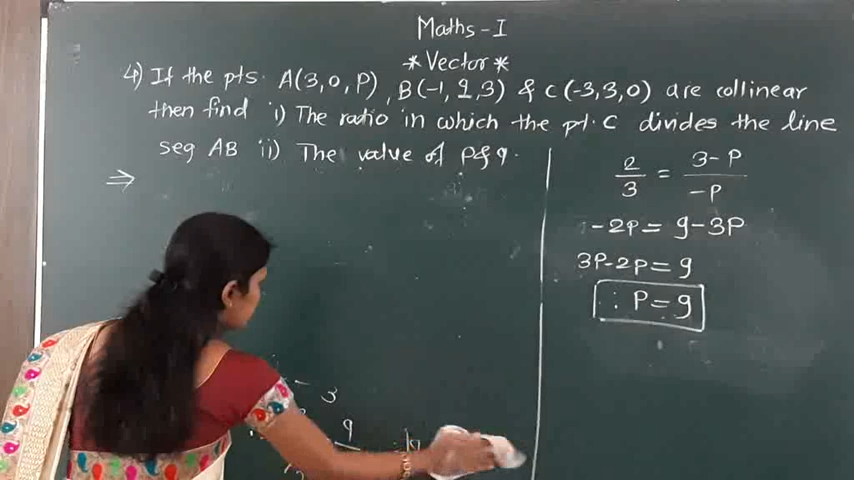 Maths-I
*Vector*
4) If the pts. A(3,0,P), B(-1,q,3) & C(-3,3,0) are collinear
then find i) The ratio in which the pt. C divides the line
seg AB ii) The value of P&q.
⇒
2/3 = 3-P/-P
-2P = 9-3P
3P-2P = 9
∴ P = 9
3
9